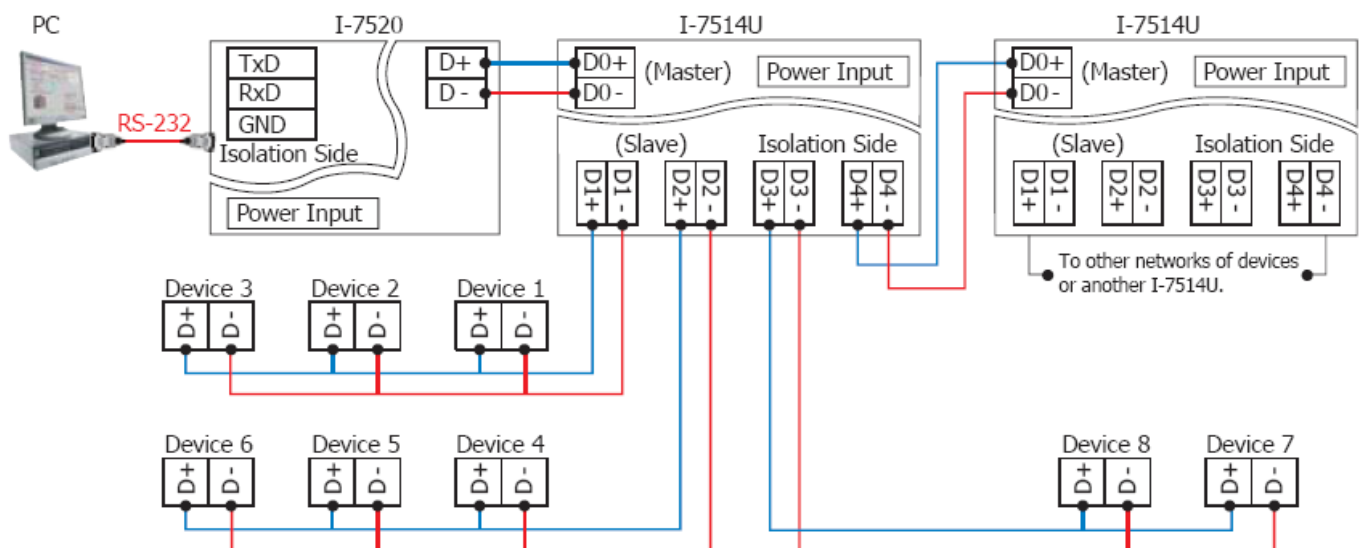 PC
I-7520
I-7514U
I-7514U
TxD
RxD
GND
Isolation Side
Power Input
D+
D -
RS-232
D0+
D0 -
(Master)
Power Input
(Slave)
Isolation Side
D1+
D1 -
D2+
D2 -
D3+
D3 -
D4+
D4 -
D0+
D0 -
(Master)
Power Input
(Slave)
Isolation Side
D1+
D1 -
D2+
D2 -
D3+
D3 -
D4+
D4 -
To other networks of devices
or another I-7514U.
Device 3
D+
D -
Device 2
D+
D -
Device 1
D+
D -
Device 6
D+
D -
Device 5
D+
D -
Device 4
D+
D -
Device 8
D+
D -
Device 7
D+
D -